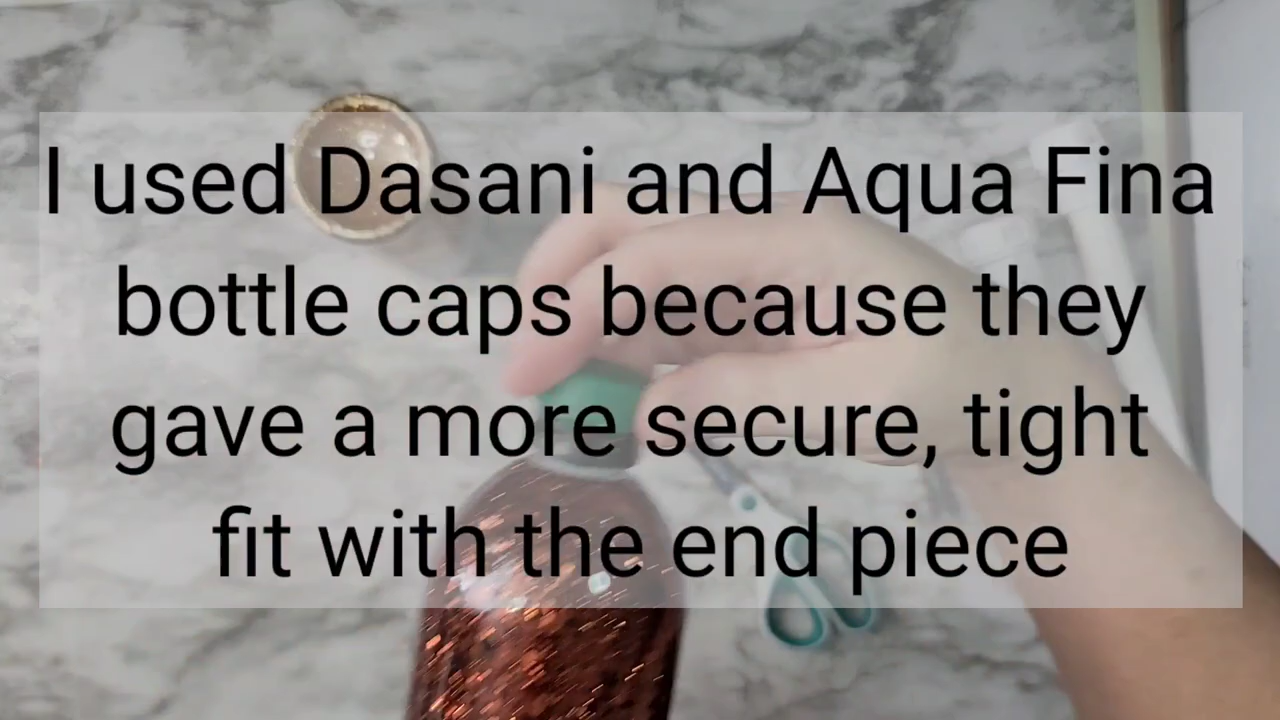 I used Dasani and Aqua Fina
bottle caps because they
gave a more secure, tight
fit with the end piece